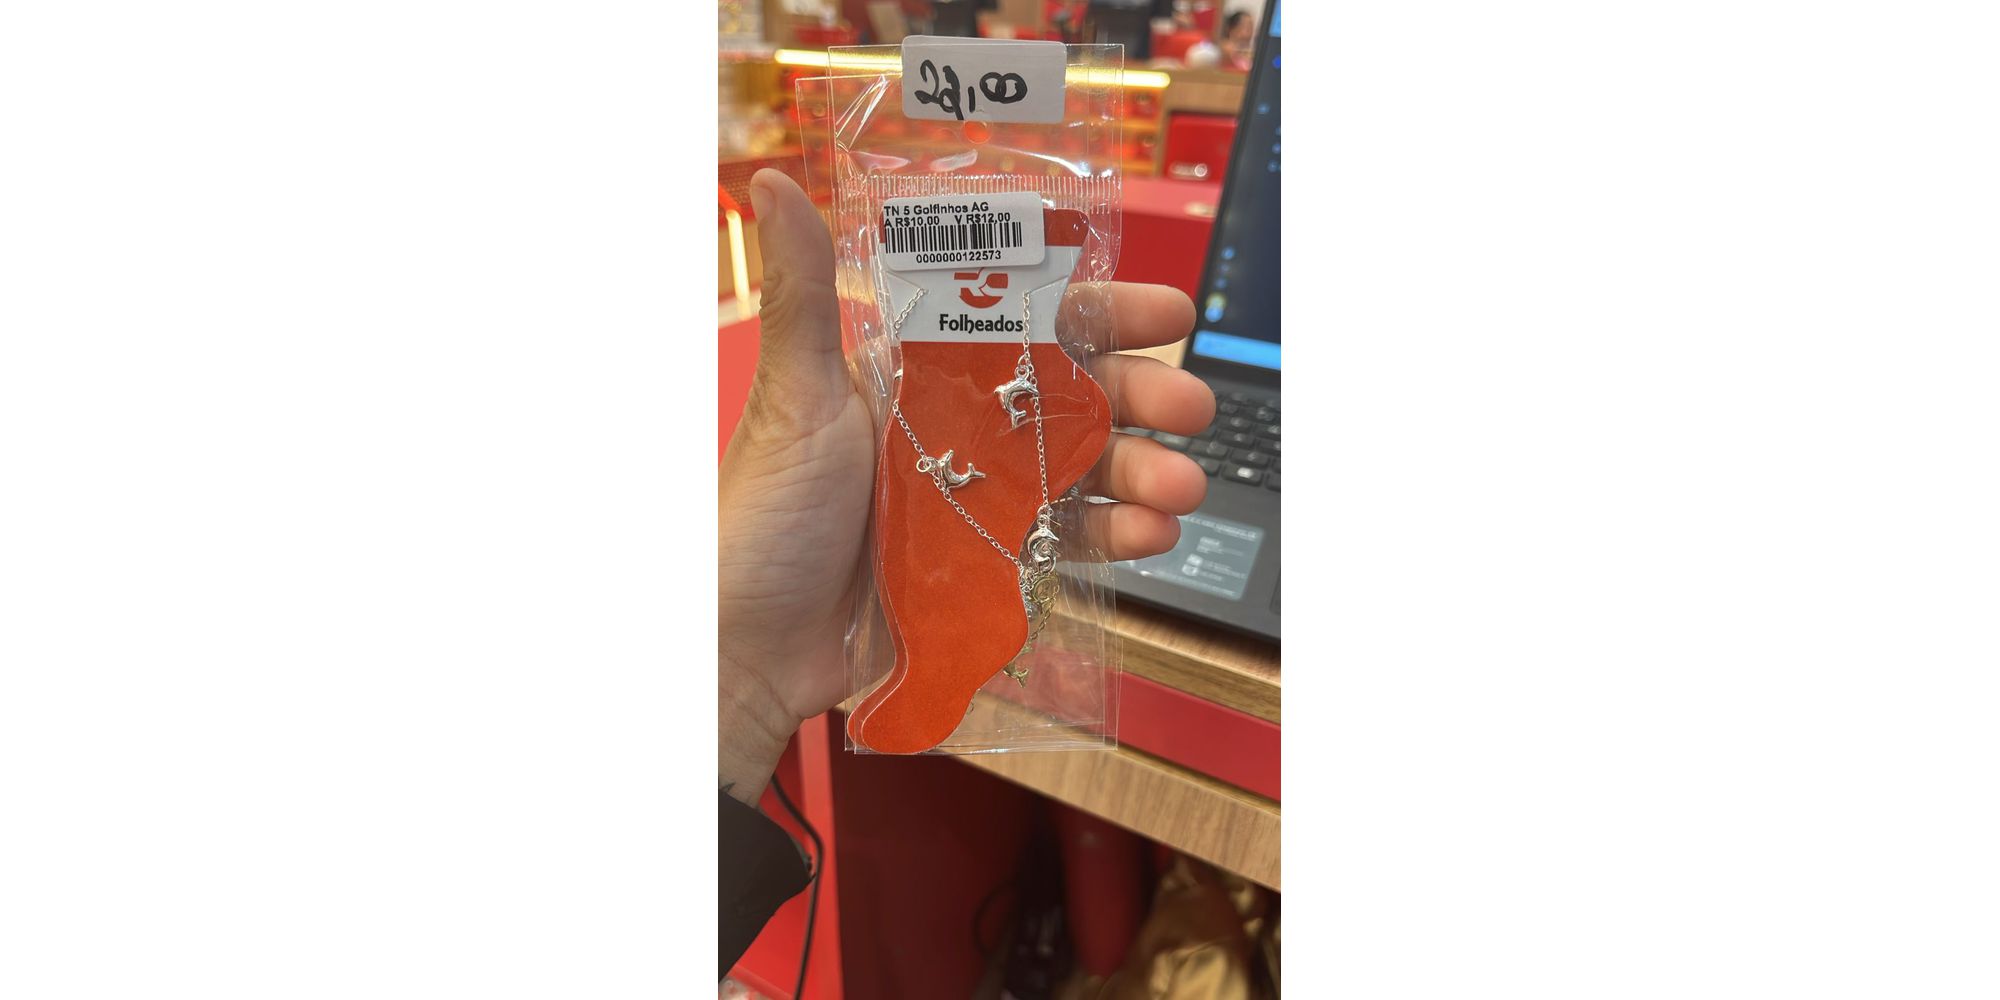 22,00
TN 5 Golfinhos AG
A R$10,00 V R$12,00
0000000122573
Folheados